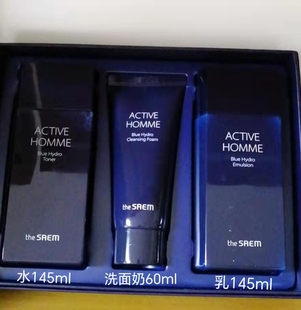 ACTIVE
HOMME
Blue Hydro
Toner
the SAEM
ACTIVE
HOMME
Blue Hydro
Cleansing Foam
the SAEM
ACTIVE
HOMME
Blue Hydro
Emulsion
the SAEM
水145ml
洗面奶60ml
乳145ml